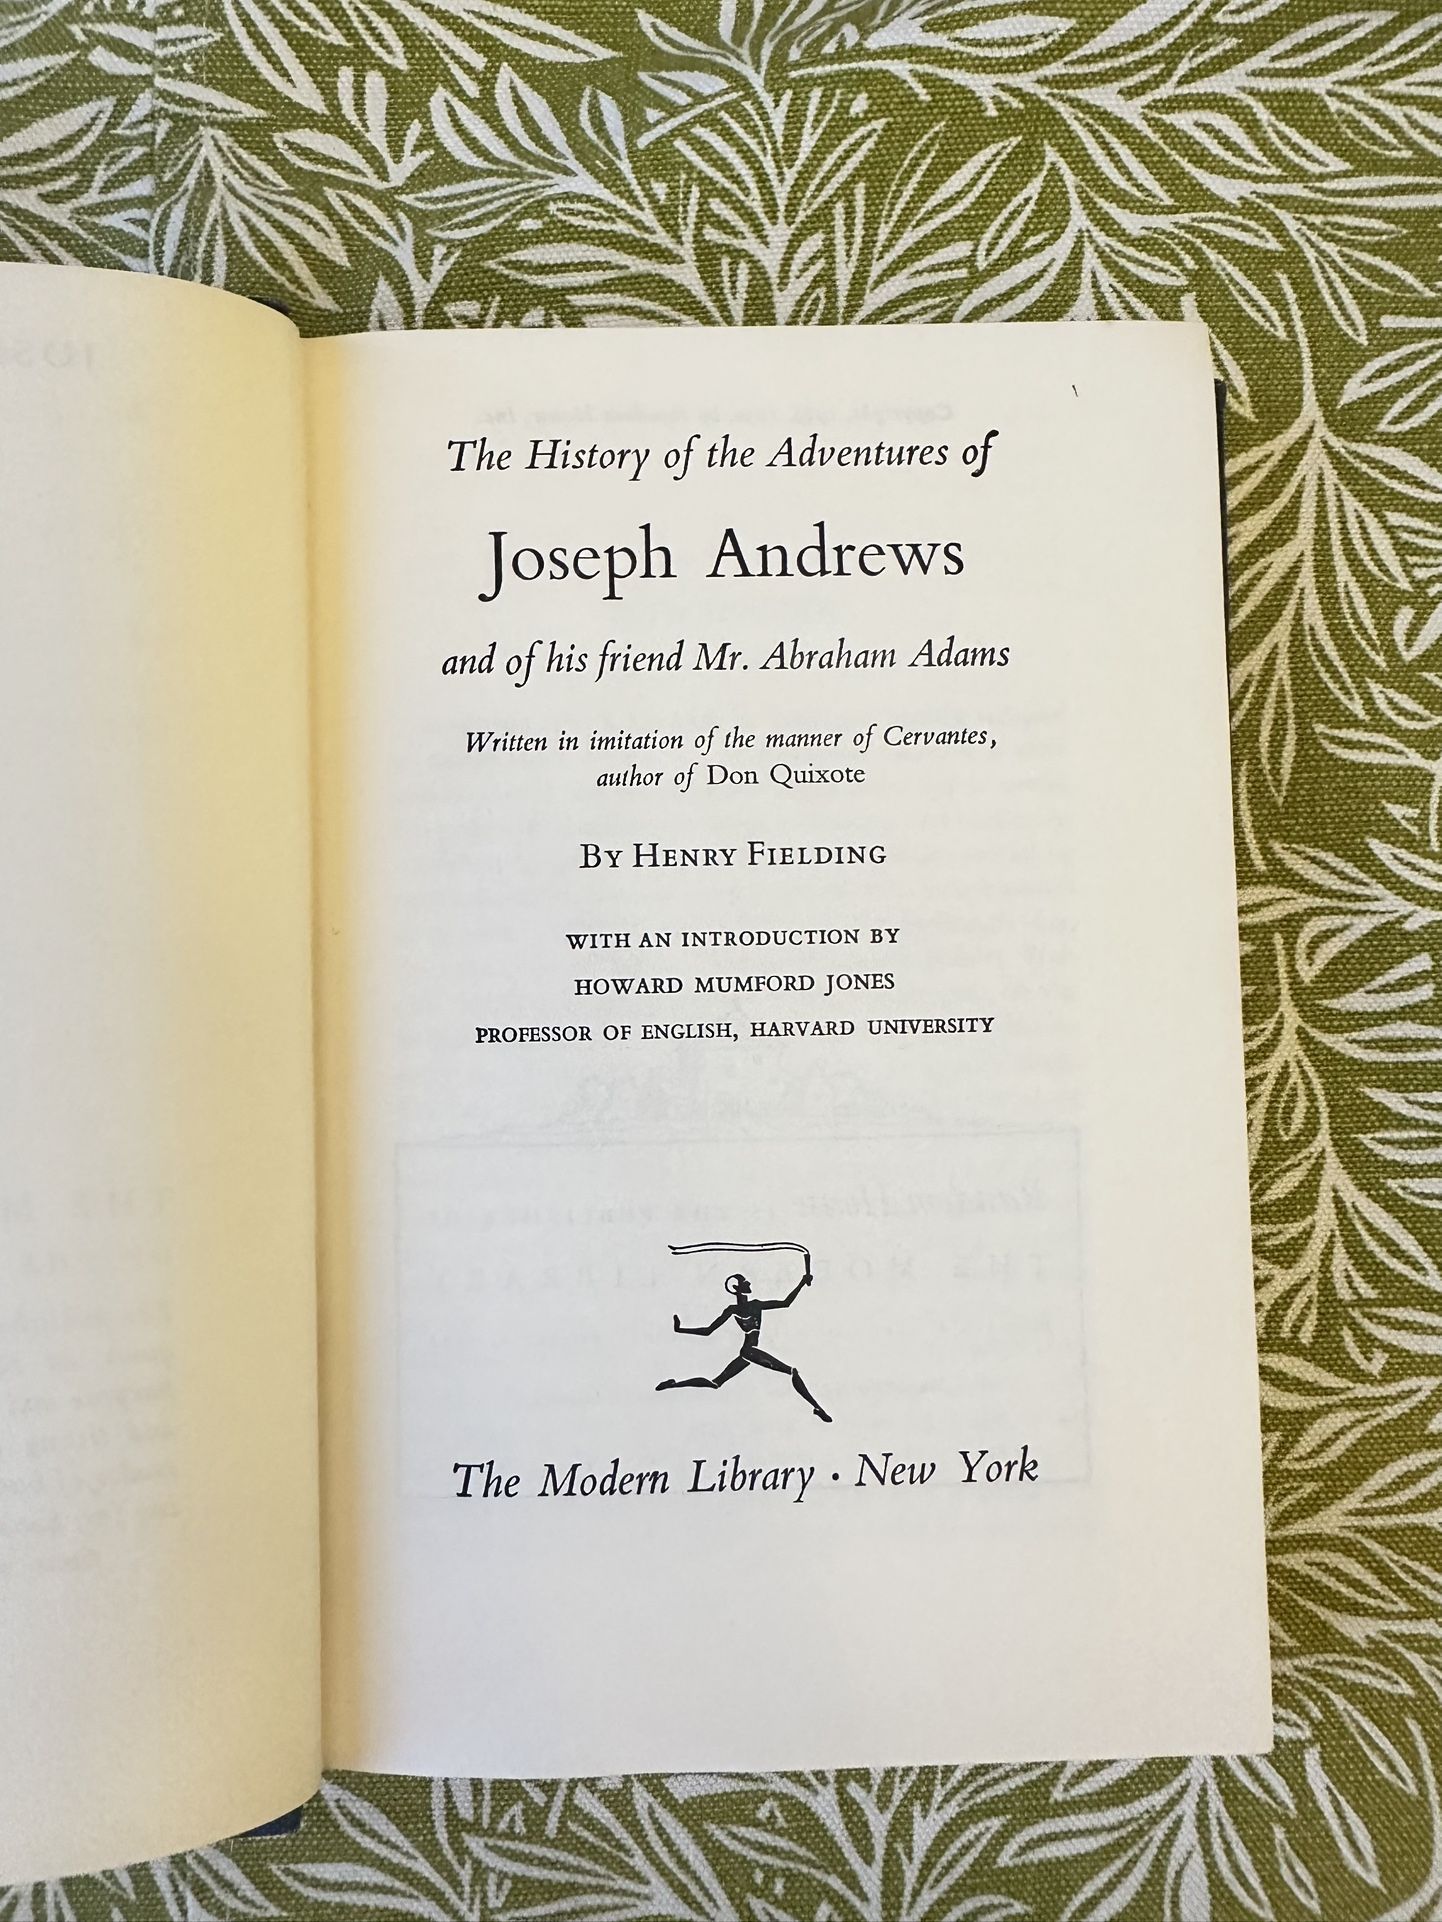 The History of the Adventures of
Joseph Andrews
and of his friend Mr. Abraham Adams
Written in imitation of the manner of Cervantes,
author of Don Quixote
BY HENRY FIELDING
WITH AN INTRODUCTION BY
HOWARD MUMFORD JONES
PROFESSOR OF ENGLISH, HARVARD UNIVERSITY
The Modern Library · New York